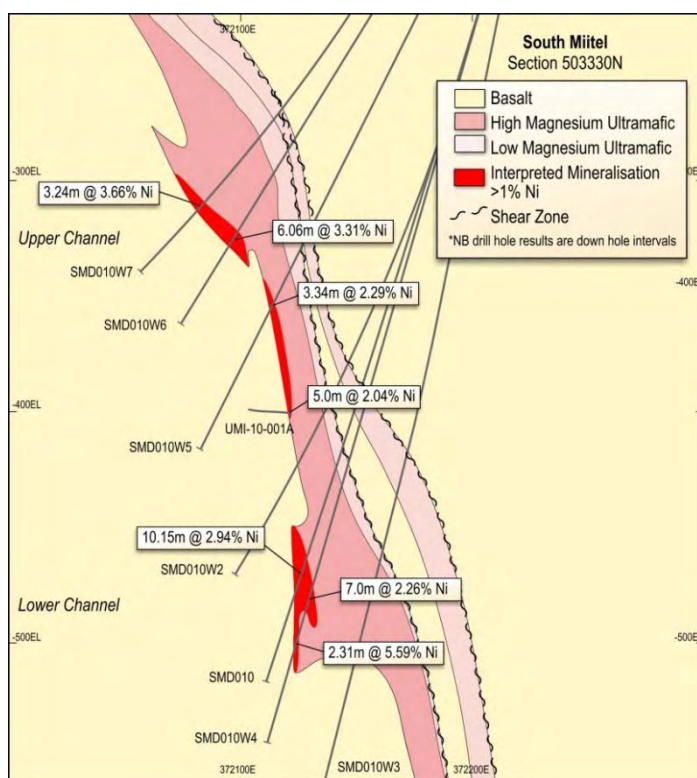 372100E
South Miitel
Section 503330N
Basalt
High Magnesium Ultramafic
Low Magnesium Ultramafic
Interpreted Mineralisation
>1% Ni
Shear Zone
*NB drill hole results are down hole intervals
-300EL
3.24m @ 3.66% Ni
Upper Channel
6.06m @ 3.31% Ni
SMD010W7
3.34m @ 2.29% Ni
-400E
SMD010W6
5.0m @ 2.04% Ni
-400EL
UMI-10-001A
SMD010W5
10.15m @ 2.94% Ni
SMD010W2
7.0m @ 2.26% Ni
Lower Channel
-500EL
2.31m @ 5.59% Ni
-500EL
SMD010
SMD010W4
SMD010W3
372100E
372200E